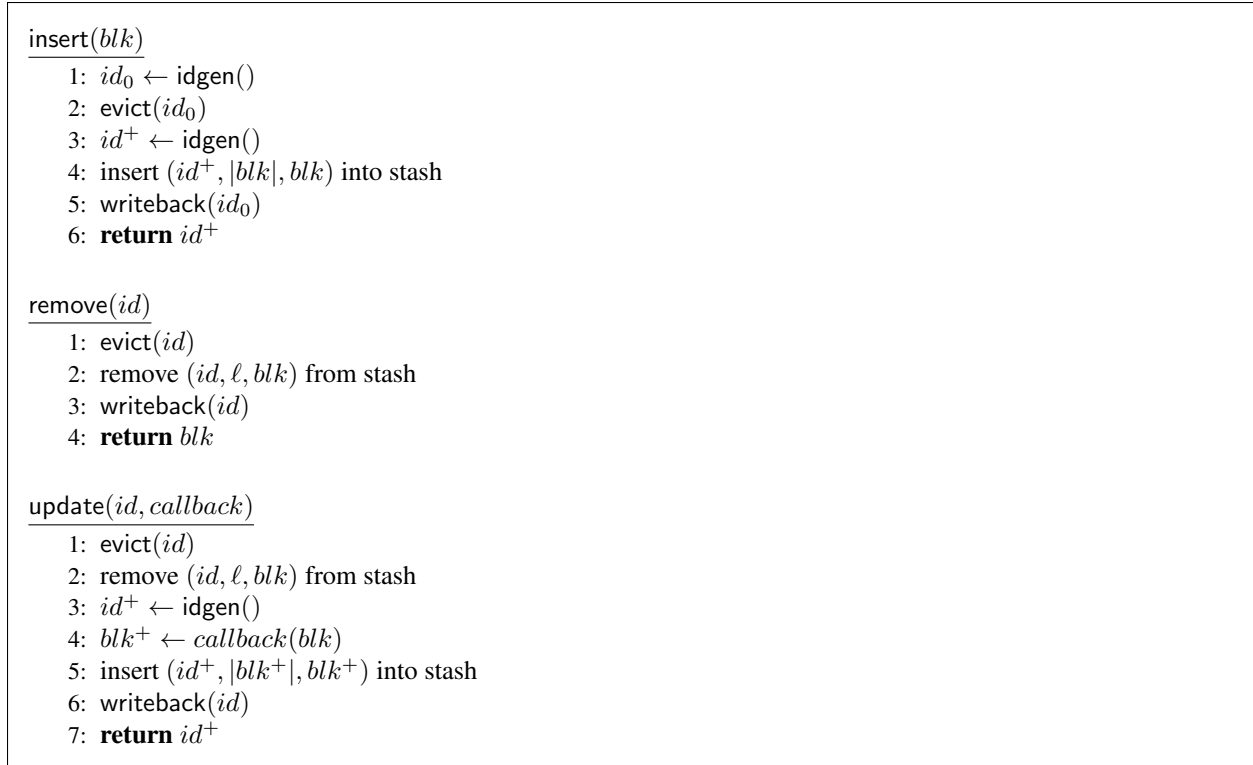 insert(blk)
1: id₀ ← idgen()
2: evict(id₀)
3: id⁺ ← idgen()
4: insert (id⁺, |blk|, blk) into stash
5: writeback(id₀)
6: return id⁺
remove(id)
1: evict(id)
2: remove (id, ℓ, blk) from stash
3: writeback(id)
4: return blk
update(id, callback)
1: evict(id)
2: remove (id, ℓ, blk) from stash
3: id⁺ ← idgen()
4: blk⁺ ← callback(blk)
5: insert (id⁺, |blk⁺|, blk⁺) into stash
6: writeback(id)
7: return id⁺